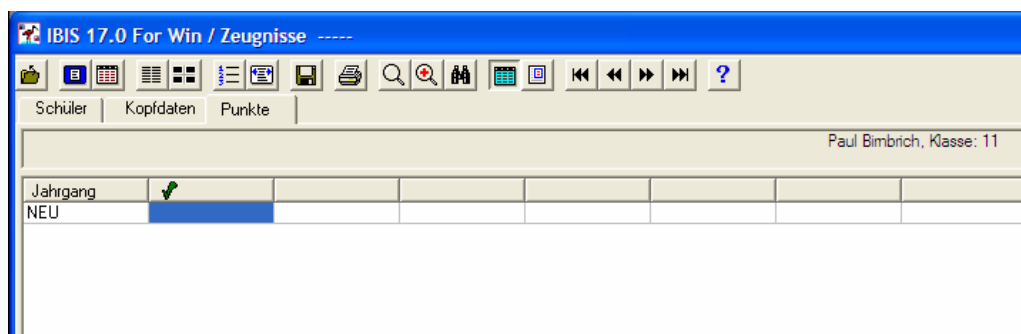 IBIS 17.0 For Win / Zeugnisse -----
?
Schüler Kopfdaten Punkte
Paul Bimbrich, Klasse: 11
Jahrgang
NEU